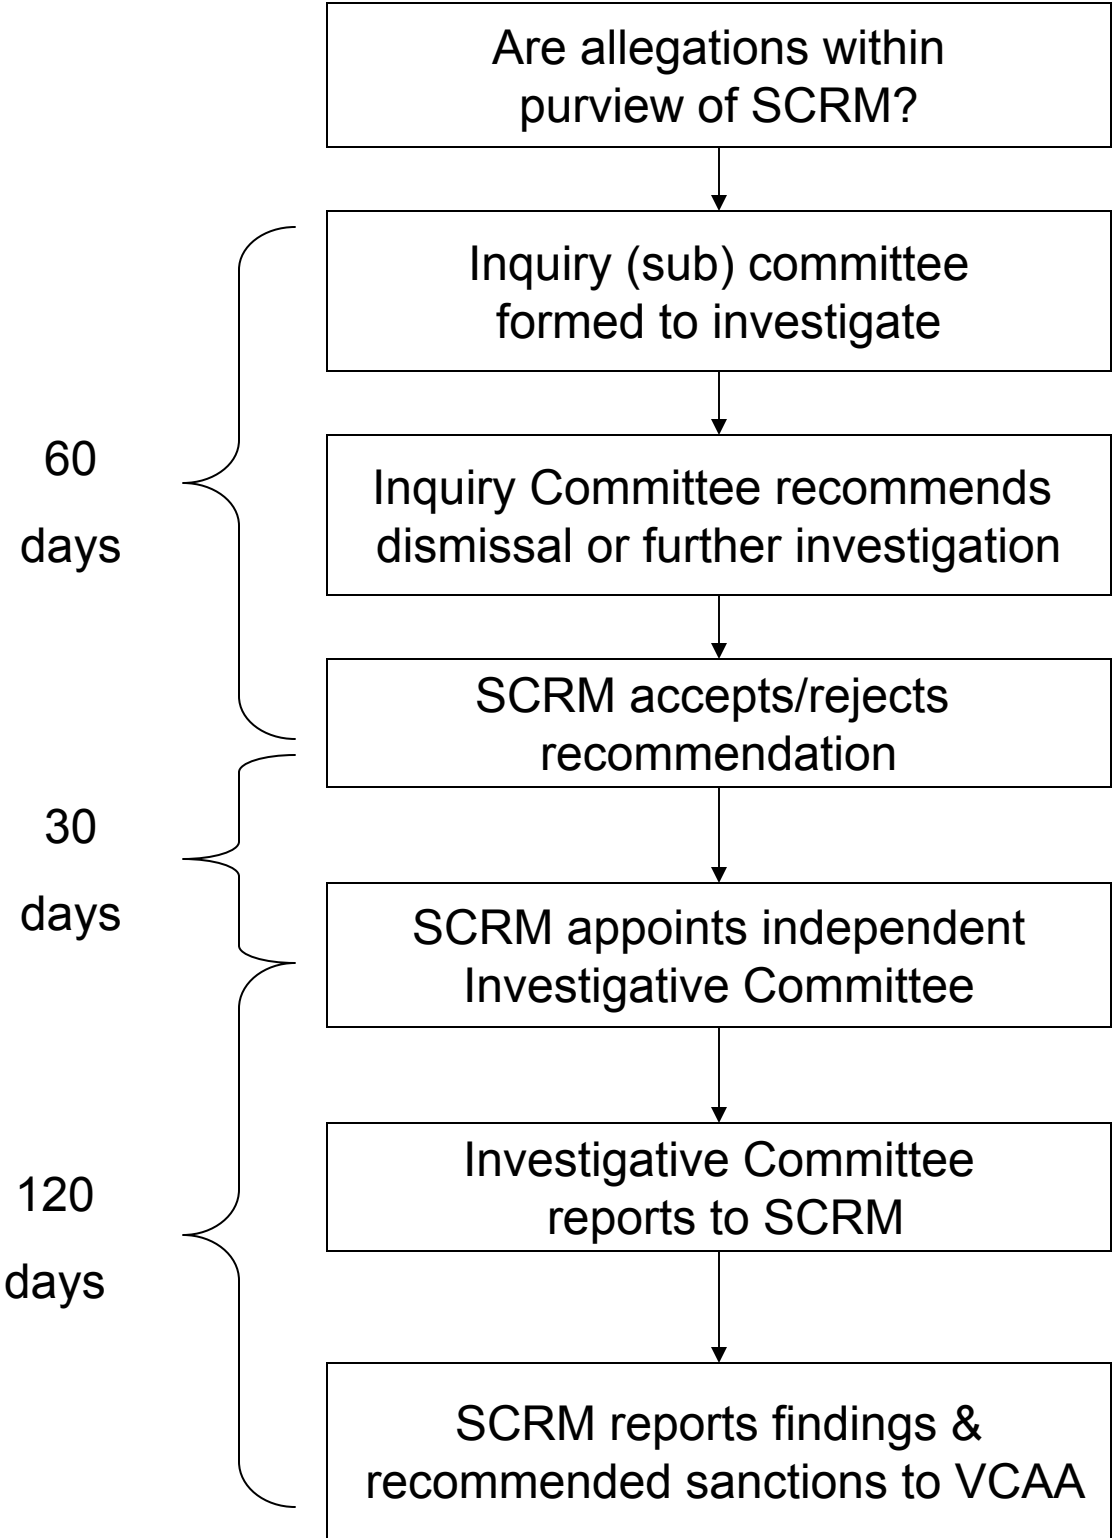 Are allegations within
purview of SCRM?
Inquiry (sub) committee
formed to investigate
60
days
Inquiry Committee recommends
dismissal or further investigation
SCRM accepts/rejects
recommendation
30
days
SCRM appoints independent
Investigative Committee
120
days
Investigative Committee
reports to SCRM
SCRM reports findings &
recommended sanctions to VCAA